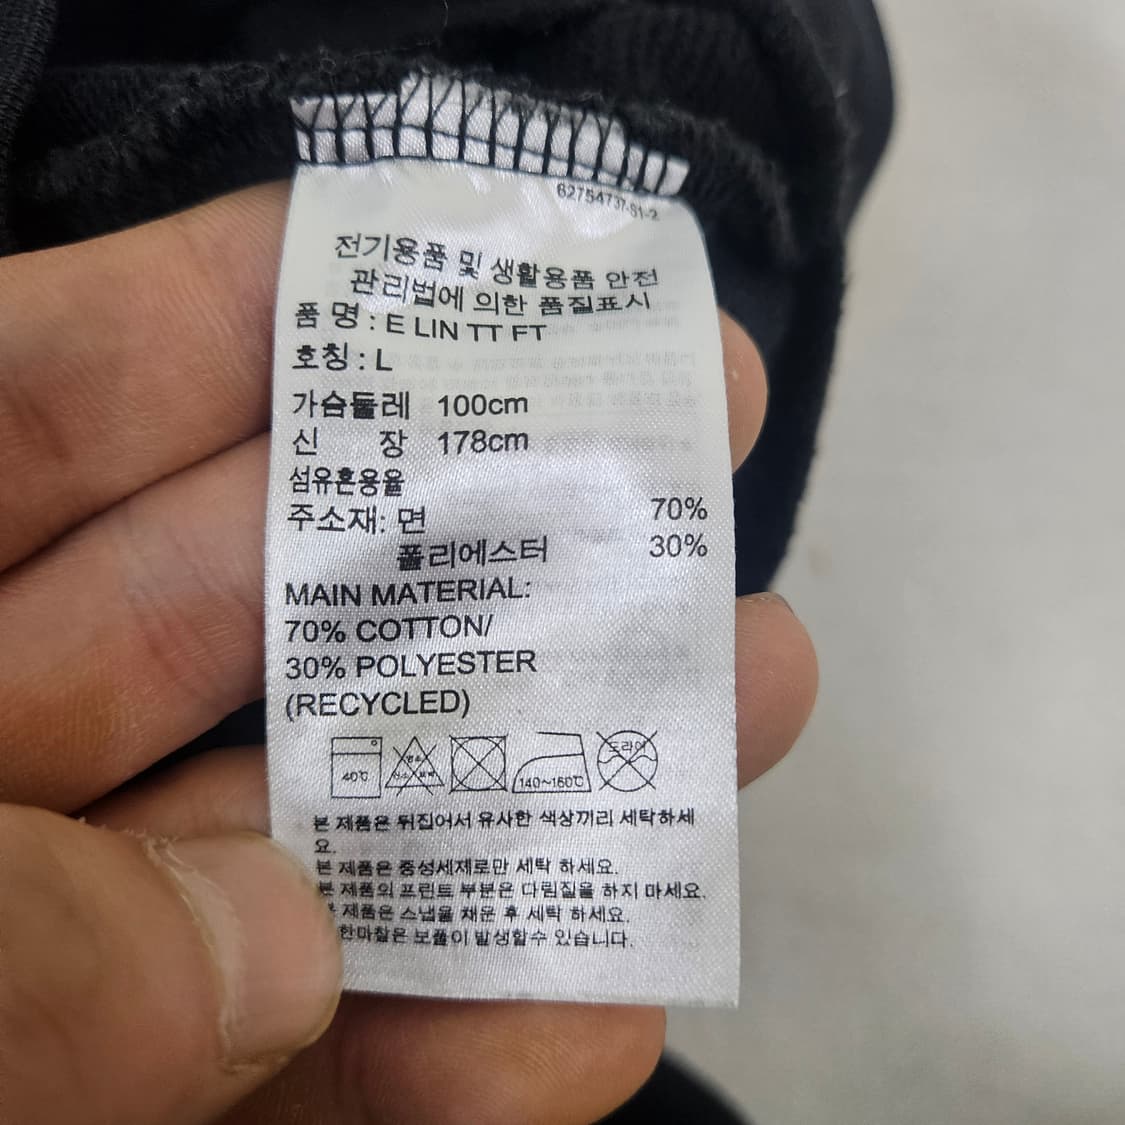 62754737-S1-2
전기용품 및 생활용품 안전
관리법에 의한 품질표시
품 명 : E LIN TT FT
호칭 : L
가슴둘레 100cm
신 장 178cm
섬유혼용율
주소재: 면 70%
폴리에스터 30%
MAIN MATERIAL:
70% COTTON/
30% POLYESTER
(RECYCLED)
40℃ 140~160℃ 드라이
본 제품은 뒤집어서 유사한 색상끼리 세탁하세
요.
본 제품은 중성세제로만 세탁 하세요.
본 제품의 프린트 부분은 다림질을 하지 마세요.
제품은 스냅을 채운 후 세탁 하세요.
한마찰은 보풀이 발생할수 있습니다.